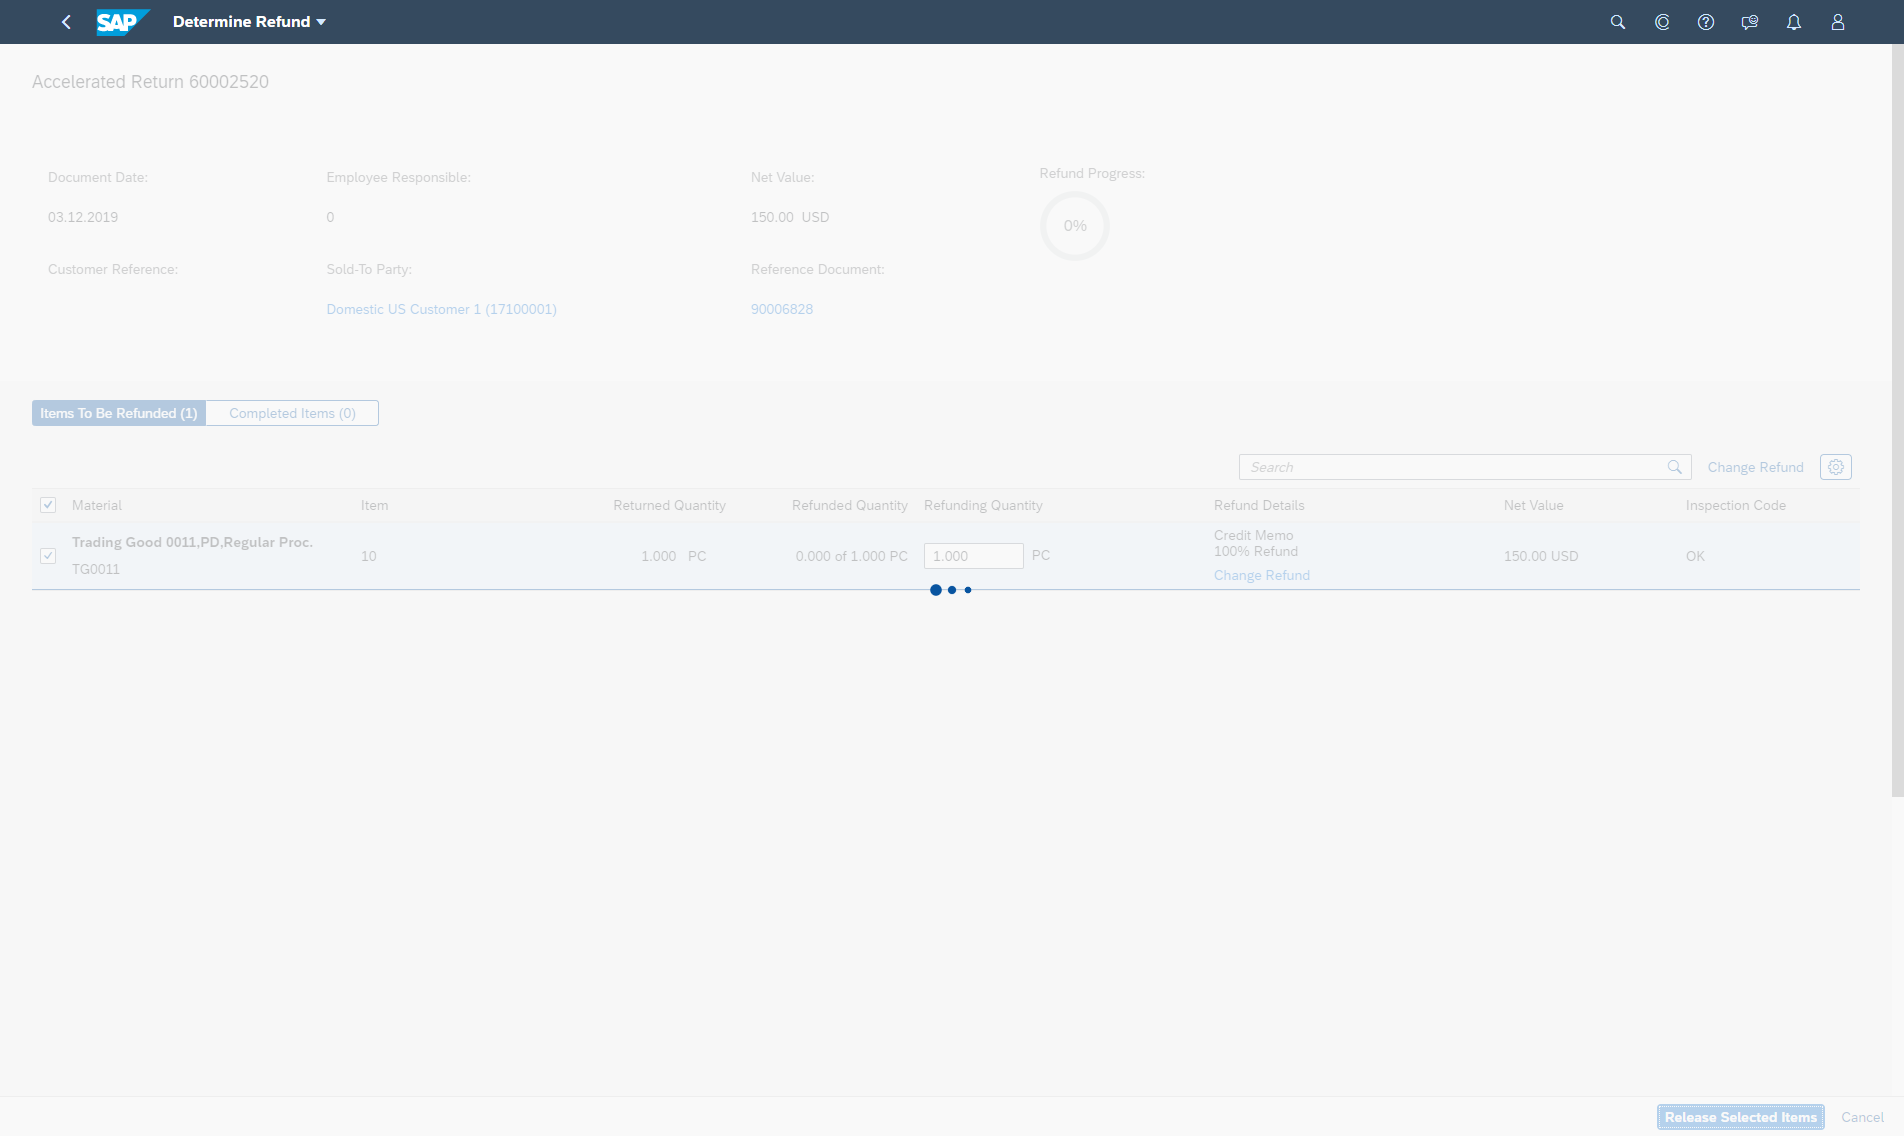 SAP Determine Refund
Accelerated Return 60002520
Document Date:
03.12.2019
Customer Reference:
Employee Responsible:
0
Sold-To Party:
Domestic US Customer 1 (17100001)
Net Value:
150.00 USD
Reference Document:
90006828
Refund Progress:
0%
Items To Be Refunded (1) Completed Items (0)
Search Change Refund
Material Item Returned Quantity Refunded Quantity Refunding Quantity Refund Details Net Value Inspection Code
Trading Good 0011,PD,Regular Proc.
TG0011
10
1.000 PC
0.000 of 1.000 PC
1.000 PC
Credit Memo
100% Refund
Change Refund
150.00 USD
OK
Release Selected Items Cancel